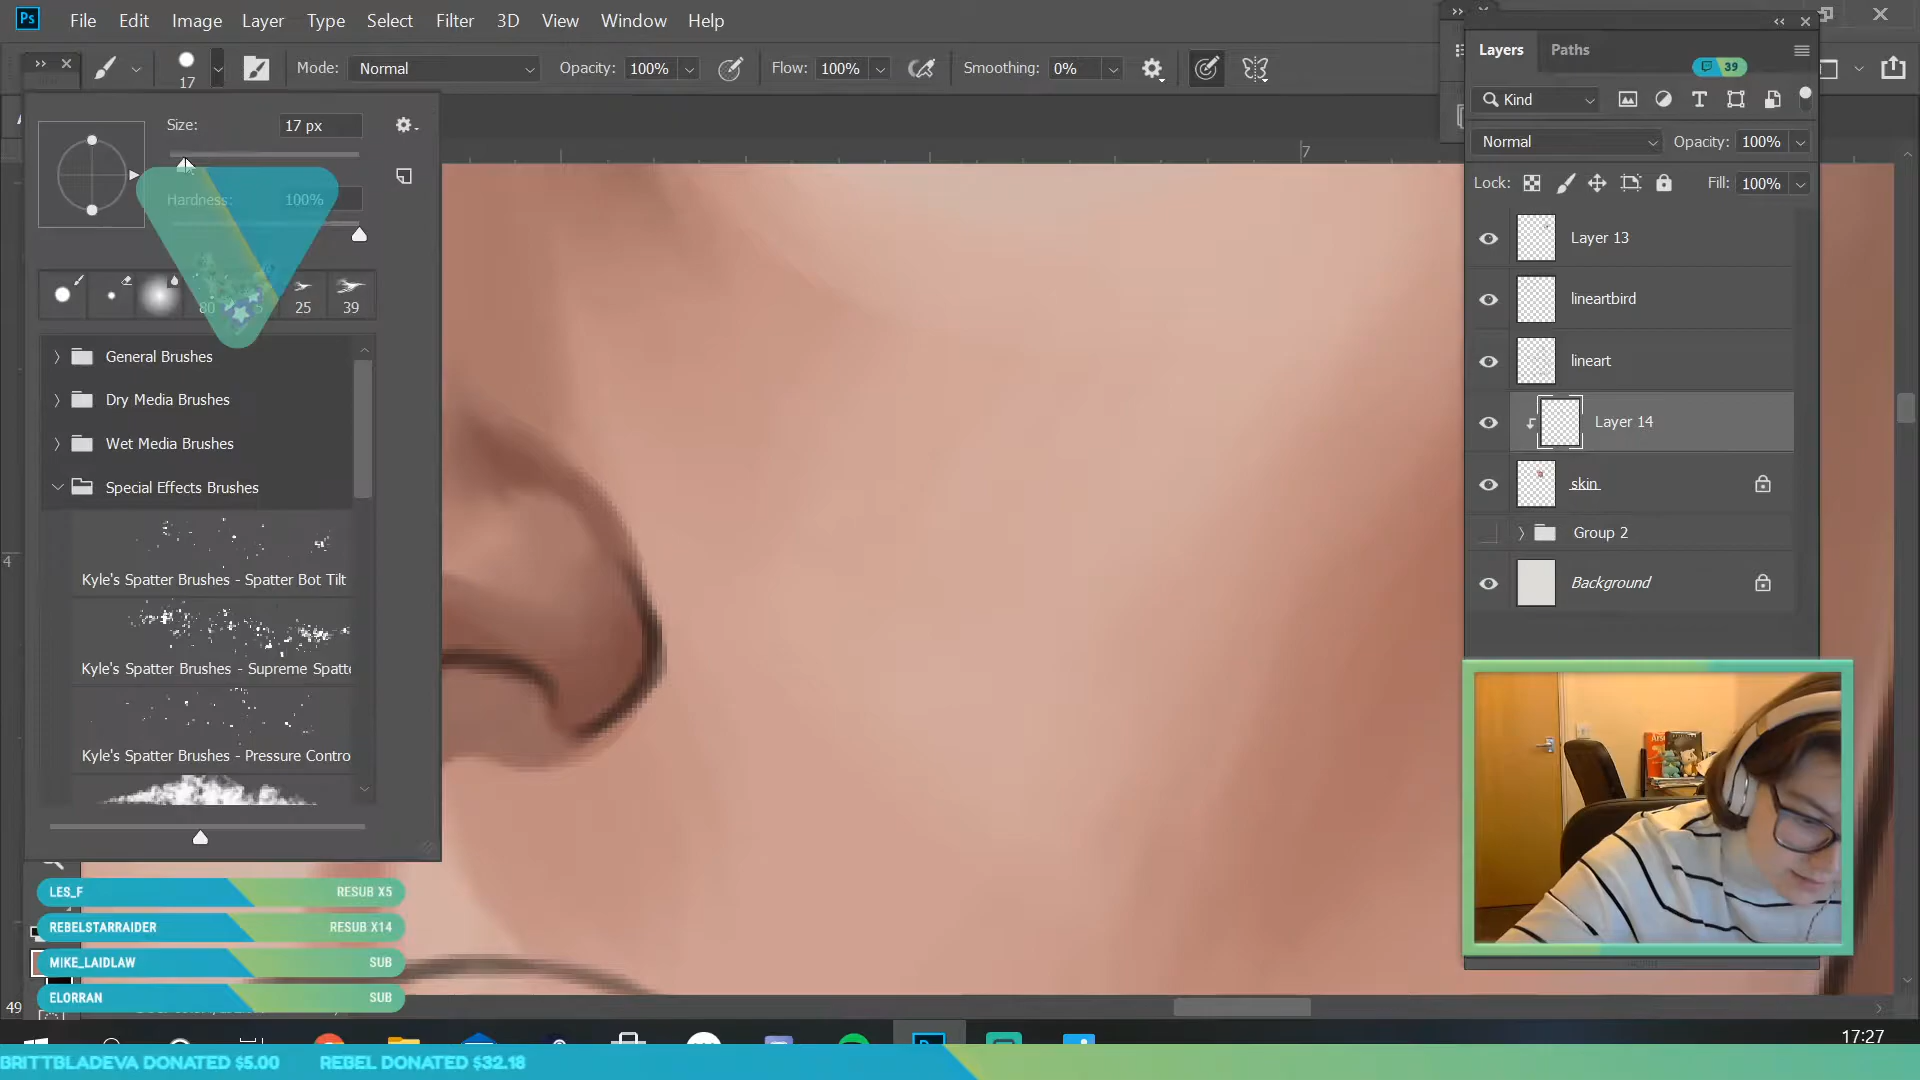 Ps File Edit Image Layer Type Select Filter 3D View Window Help
17 Mode: Normal Opacity: 100% Flow: 100% Smoothing: 0%
Size: 17 px
Hardness: 100%
80 25 39
General Brushes
Dry Media Brushes
Wet Media Brushes
Special Effects Brushes
Kyle's Spatter Brushes - Spatter Bot Tilt
Kyle's Spatter Brushes - Supreme Spatte
Kyle's Spatter Brushes - Pressure Contro
7
4
49
Layers Paths
39
Kind
Normal Opacity: 100%
Lock: Fill: 100%
Layer 13
lineartbird
lineart
Layer 14
skin
Group 2
Background
LES_F RESUB X5
REBELSTARRAIDER RESUB X14
MIKE_LAIDLAW SUB
ELORRAN SUB
17:27
BRITTBLADEVA DONATED $5.00 REBEL DONATED $32.18